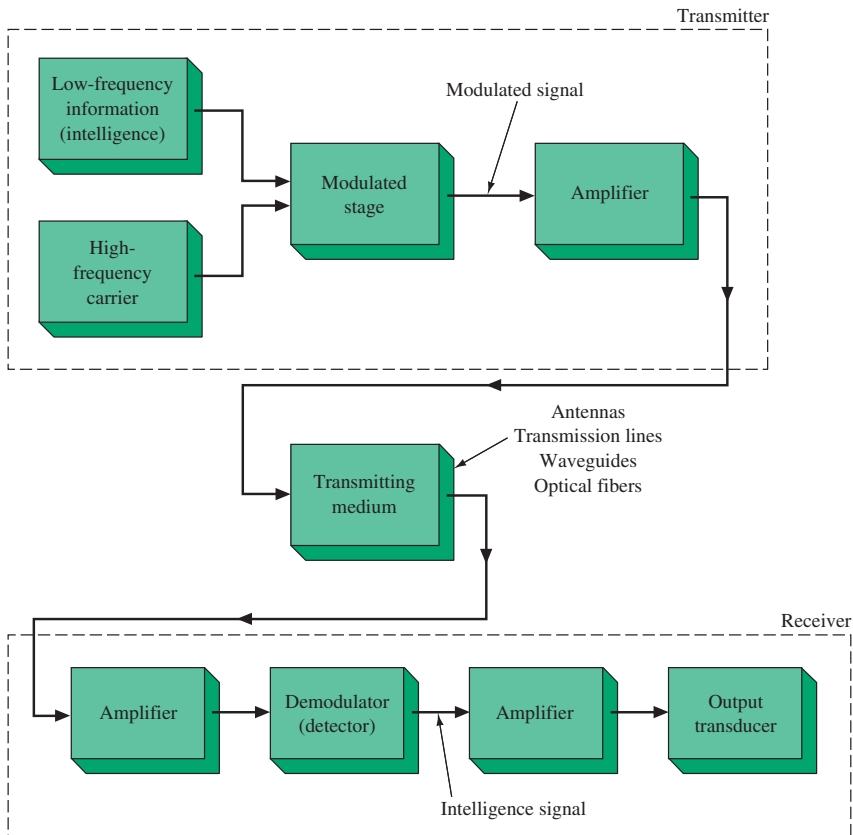 Transmitter
Low-frequency
information
(intelligence)
Modulated signal
Modulated
stage
Amplifier
High-
frequency
carrier
Antennas
Transmission lines
Waveguides
Optical fibers
Transmitting
medium
Receiver
Amplifier
Demodulator
(detector)
Amplifier
Output
transducer
Intelligence signal